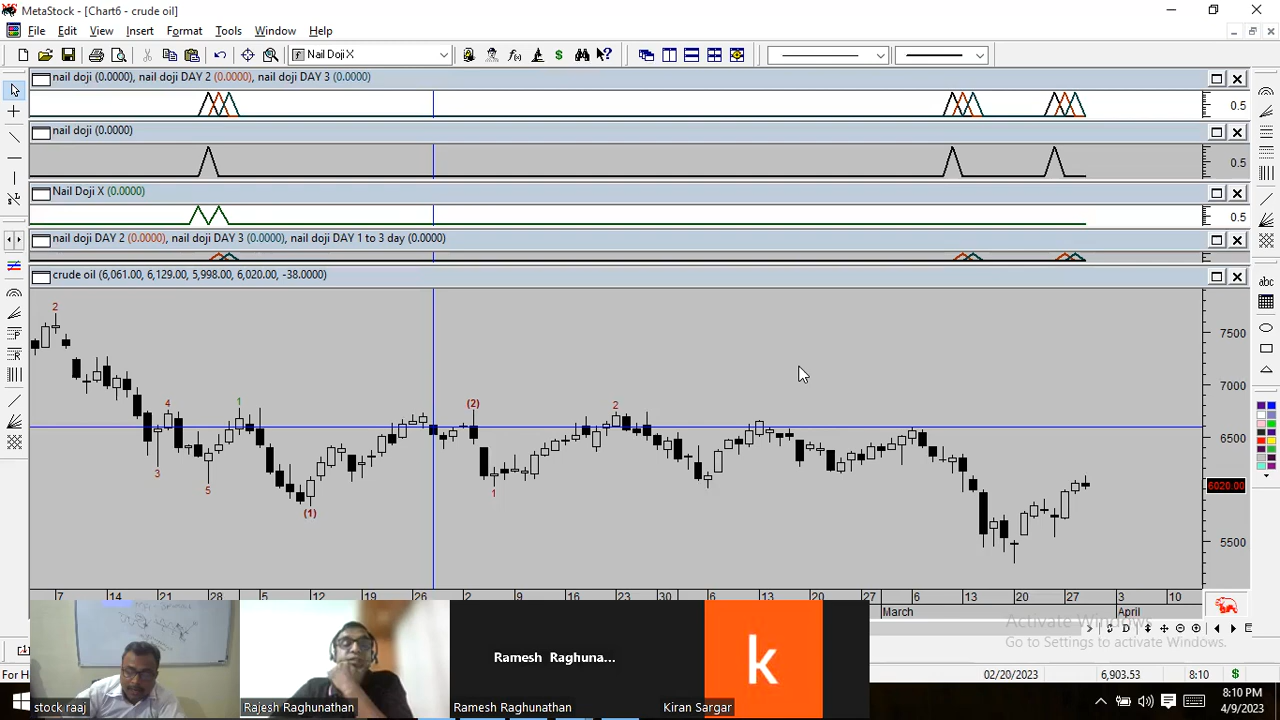 MetaStock - [Chart6 - crude oil]
File Edit View Insert Format Tools Window Help
Nail Doji X
nail doji (0.0000), nail doji DAY 2 (0.0000), nail doji DAY 3 (0.0000)
0.5
nail doji (0.0000)
0.5
Nail Doji X (0.0000)
0.5
nail doji DAY 2 (0.0000), nail doji DAY 3 (0.0000), nail doji DAY 1 to 3 day (0.0000)
crude oil (6,061.00, 6,129.00, 5,998.00, 6,020.00, -38.0000)
abc
2
7500
7000
4 1 (2) 2
6500
3
5 1
6020.00
(1)
5500
7 14 21 28 5 12 19 26 2 9 16 23 30 6 13 20 27 6 13 20 27 3 10
March April
Activate Windows
Go to Settings to activate Windows.
Ramesh Raghuna...
k
For H
02/20/2023 6,903.53 8:10
stock raaj Rajesh Raghunathan Ramesh Raghunathan Kiran Sargar
8:10 PM
4/9/2023